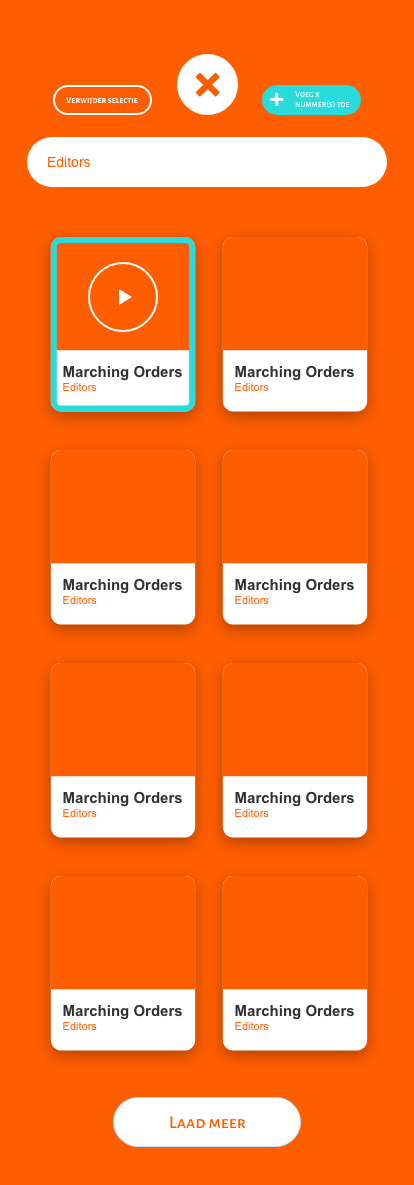 Verwijder selectie
Voeg x
nummer(s) toe
Editors
Marching Orders
Editors
Marching Orders
Editors
Marching Orders
Editors
Marching Orders
Editors
Marching Orders
Editors
Marching Orders
Editors
Marching Orders
Editors
Marching Orders
Editors
Laad meer